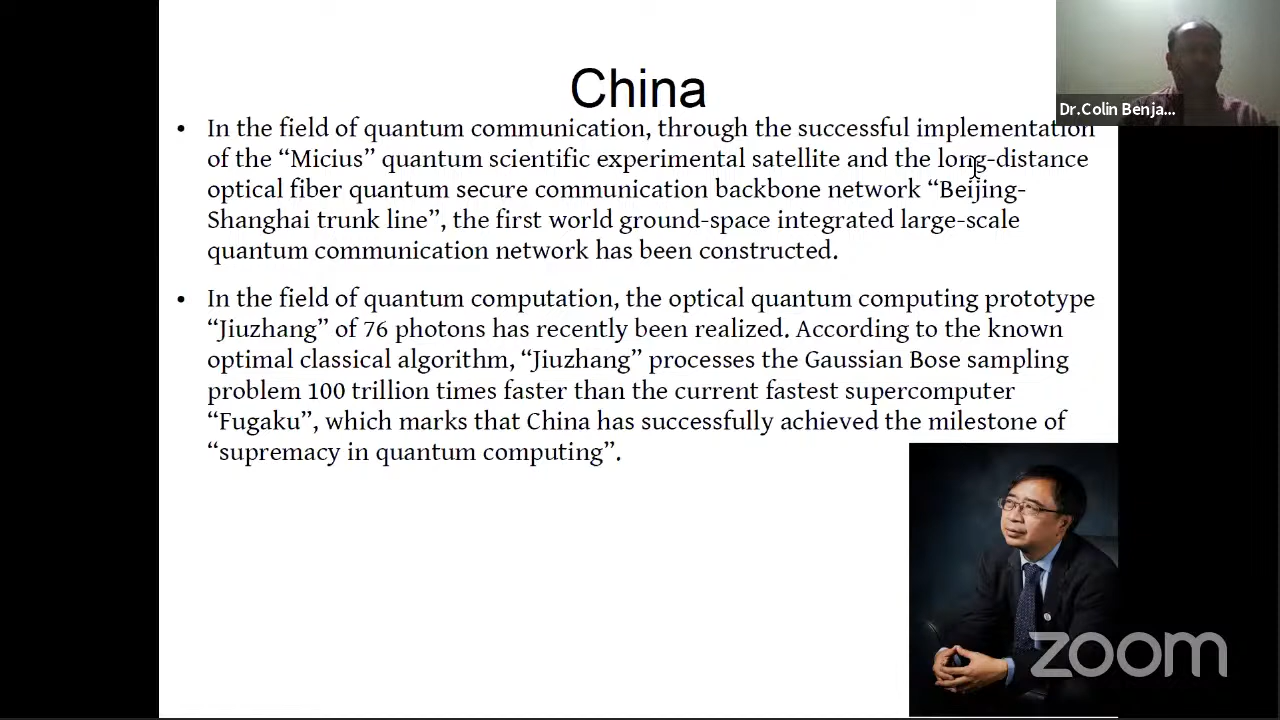 China
Dr.Colin Benja...
• In the field of quantum communication, through the successful implementation
of the “Micius” quantum scientific experimental satellite and the long-distance
optical fiber quantum secure communication backbone network “Beijing-
Shanghai trunk line”, the first world ground-space integrated large-scale
quantum communication network has been constructed.
• In the field of quantum computation, the optical quantum computing prototype
“Jiuzhang” of 76 photons has recently been realized. According to the known
optimal classical algorithm, “Jiuzhang” processes the Gaussian Bose sampling
problem 100 trillion times faster than the current fastest supercomputer
“Fugaku”, which marks that China has successfully achieved the milestone of
“supremacy in quantum computing”.
zoom